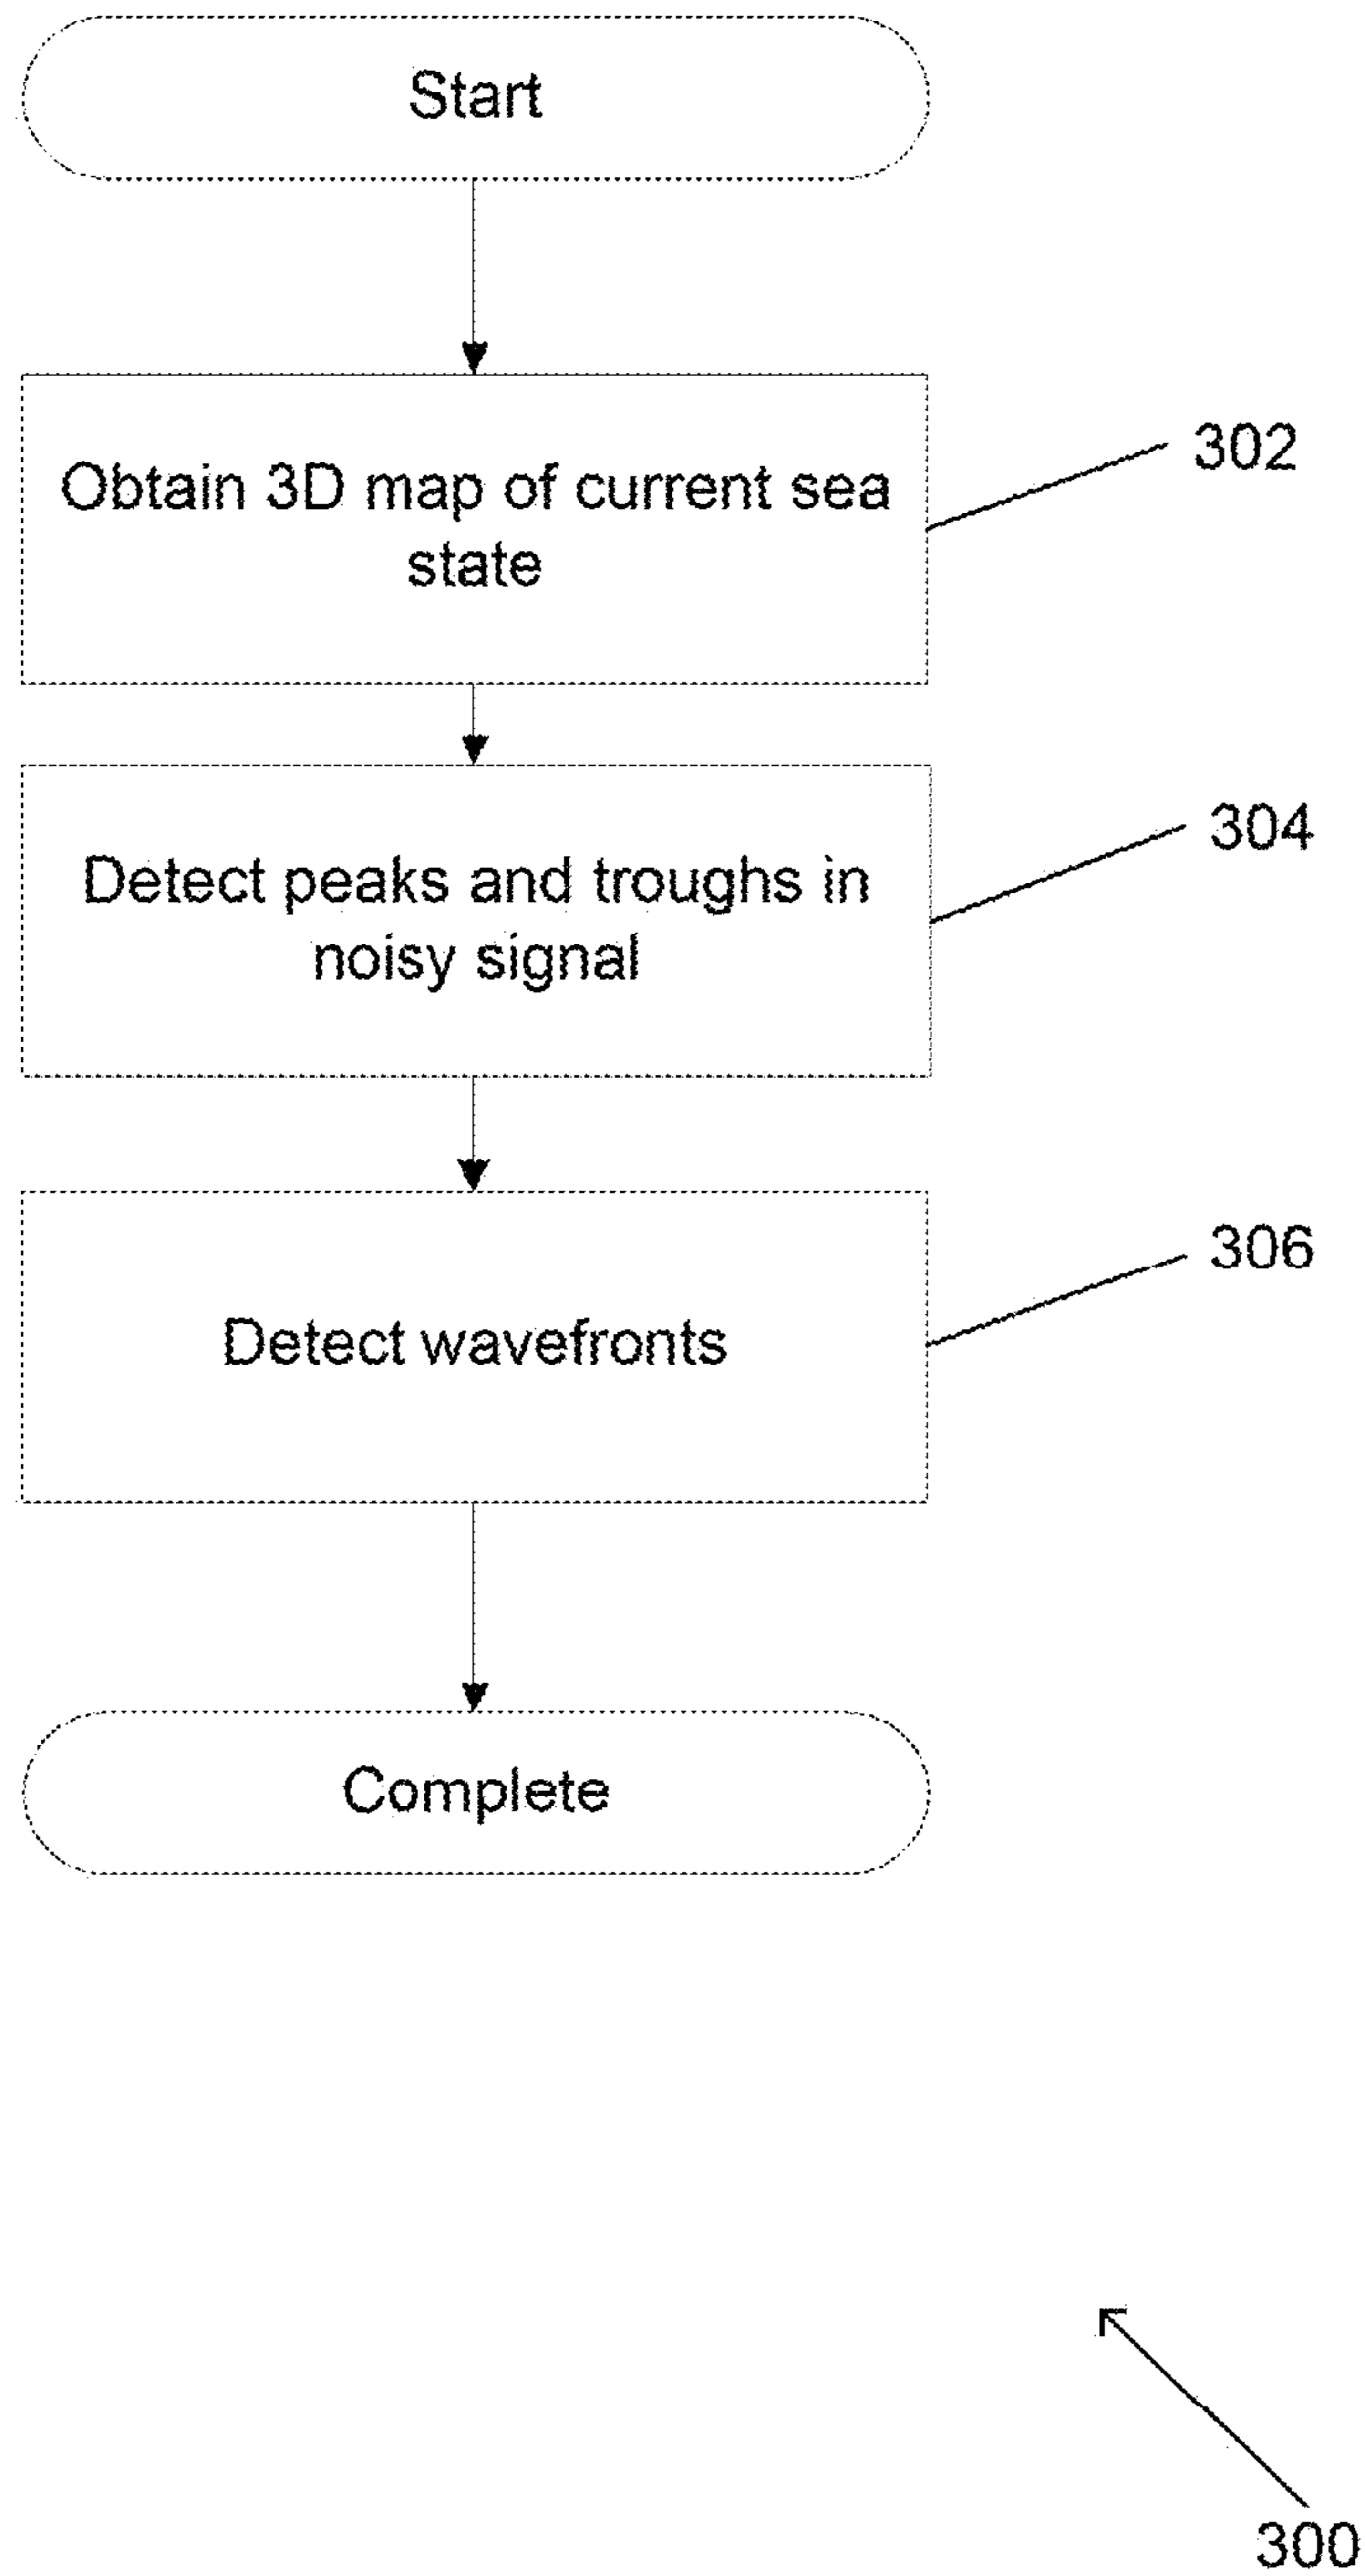 Start
Obtain 3D map of current sea
state
302
Detect peaks and troughs in
noisy signal
304
Detect wavefronts
306
Complete
300